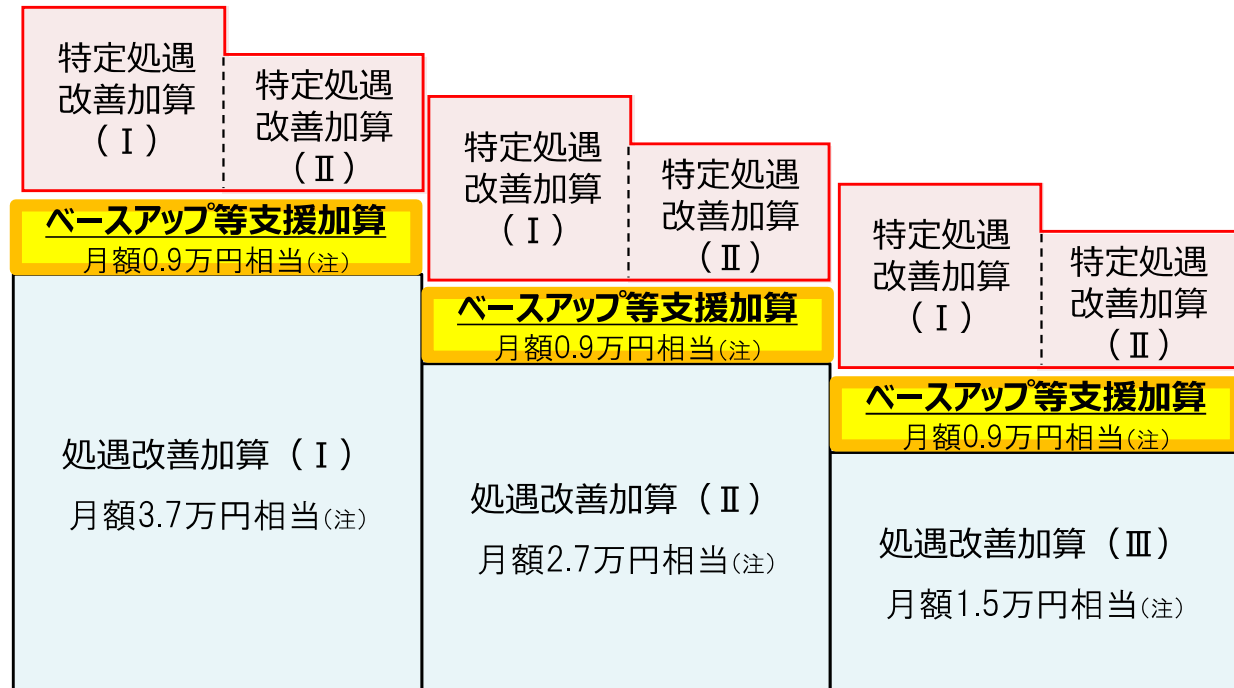 特定処遇
改善加算
（Ⅰ）
特定処遇
改善加算
（Ⅱ）
ベースアップ等支援加算
月額0.9万円相当(注)
処遇改善加算（Ⅰ）
月額3.7万円相当(注)
特定処遇
改善加算
（Ⅰ）
特定処遇
改善加算
（Ⅱ）
ベースアップ等支援加算
月額0.9万円相当(注)
処遇改善加算（Ⅱ）
月額2.7万円相当(注)
特定処遇
改善加算
（Ⅰ）
特定処遇
改善加算
（Ⅱ）
ベースアップ等支援加算
月額0.9万円相当(注)
処遇改善加算（Ⅲ）
月額1.5万円相当(注)